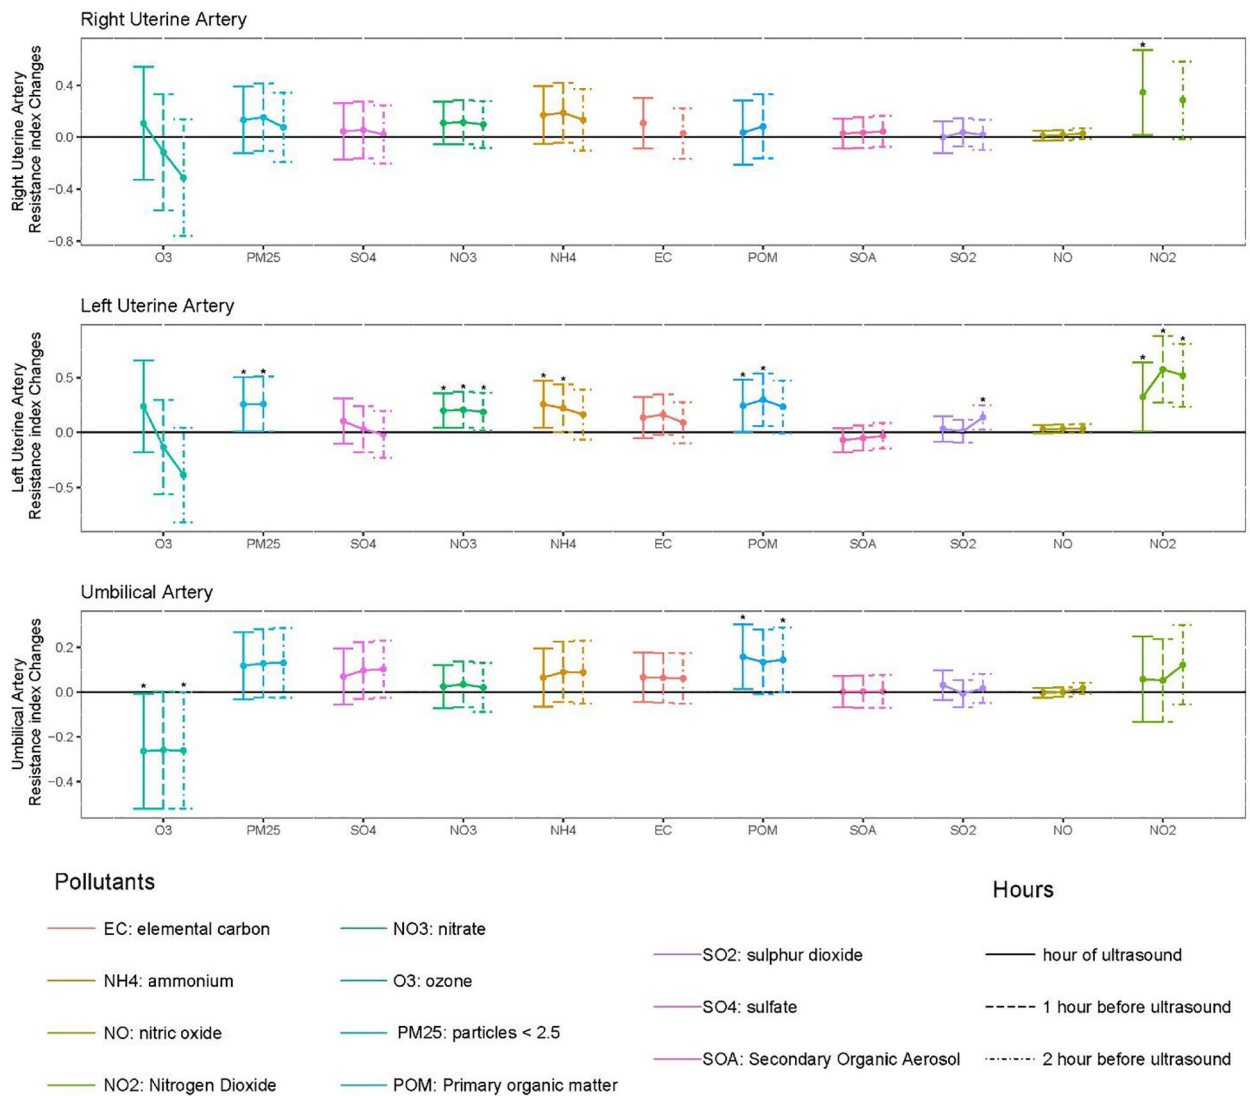 Right Uterine Artery
Right Uterine Artery
Resistance index Changes
0.4
0.0
−0.4
−0.8
*
O3 PM25 SO4 NO3 NH4 EC POM SOA SO2 NO NO2
Left Uterine Artery
Left Uterine Artery
Resistance index Changes
0.5
0.0
−0.5
* * * * * * * * * * * * *
O3 PM25 SO4 NO3 NH4 EC POM SOA SO2 NO NO2
Umbilical Artery
Umbilical Artery
Resistance index Changes
0.2
0.0
−0.2
−0.4
* * * *
O3 PM25 SO4 NO3 NH4 EC POM SOA SO2 NO NO2
Pollutants
EC: elemental carbon
NH4: ammonium
NO: nitric oxide
NO2: Nitrogen Dioxide
NO3: nitrate
O3: ozone
PM25: particles < 2.5
POM: Primary organic matter
SO2: sulphur dioxide
SO4: sulfate
SOA: Secondary Organic Aerosol
Hours
hour of ultrasound
1 hour before ultrasound
2 hour before ultrasound